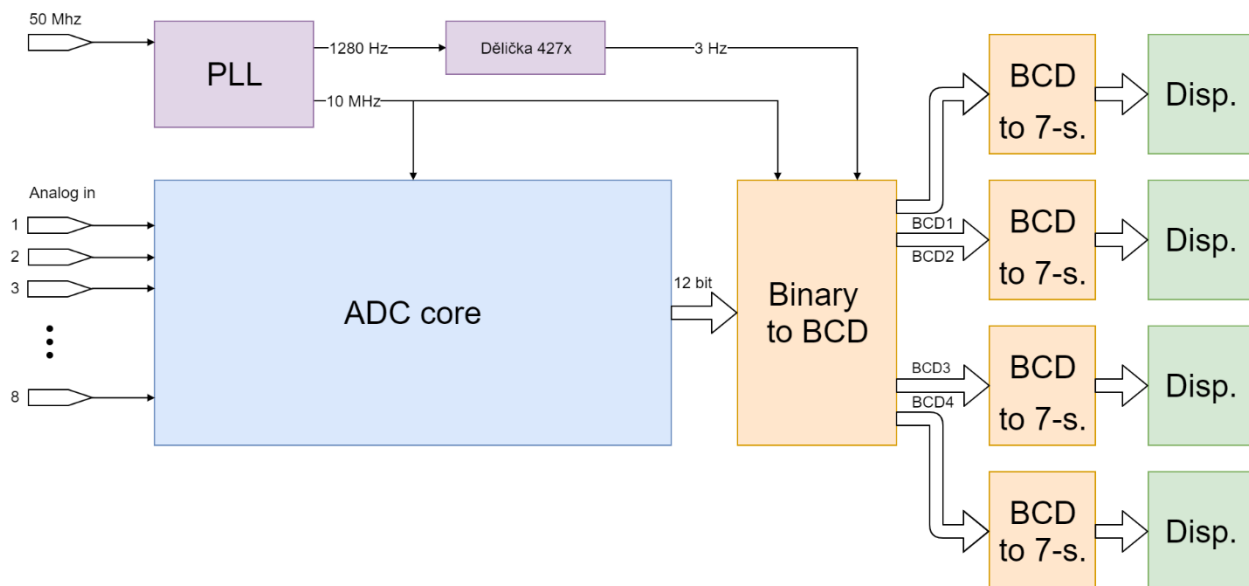 50 Mhz
PLL
1280 Hz
Dělička 427x
3 Hz
10 MHz
Analog in
1
2
3
8
ADC core
12 bit
Binary
to BCD
BCD1
BCD2
BCD3
BCD4
BCD
to 7-s.
Disp.
BCD
to 7-s.
Disp.
BCD
to 7-s.
Disp.
BCD
to 7-s.
Disp.